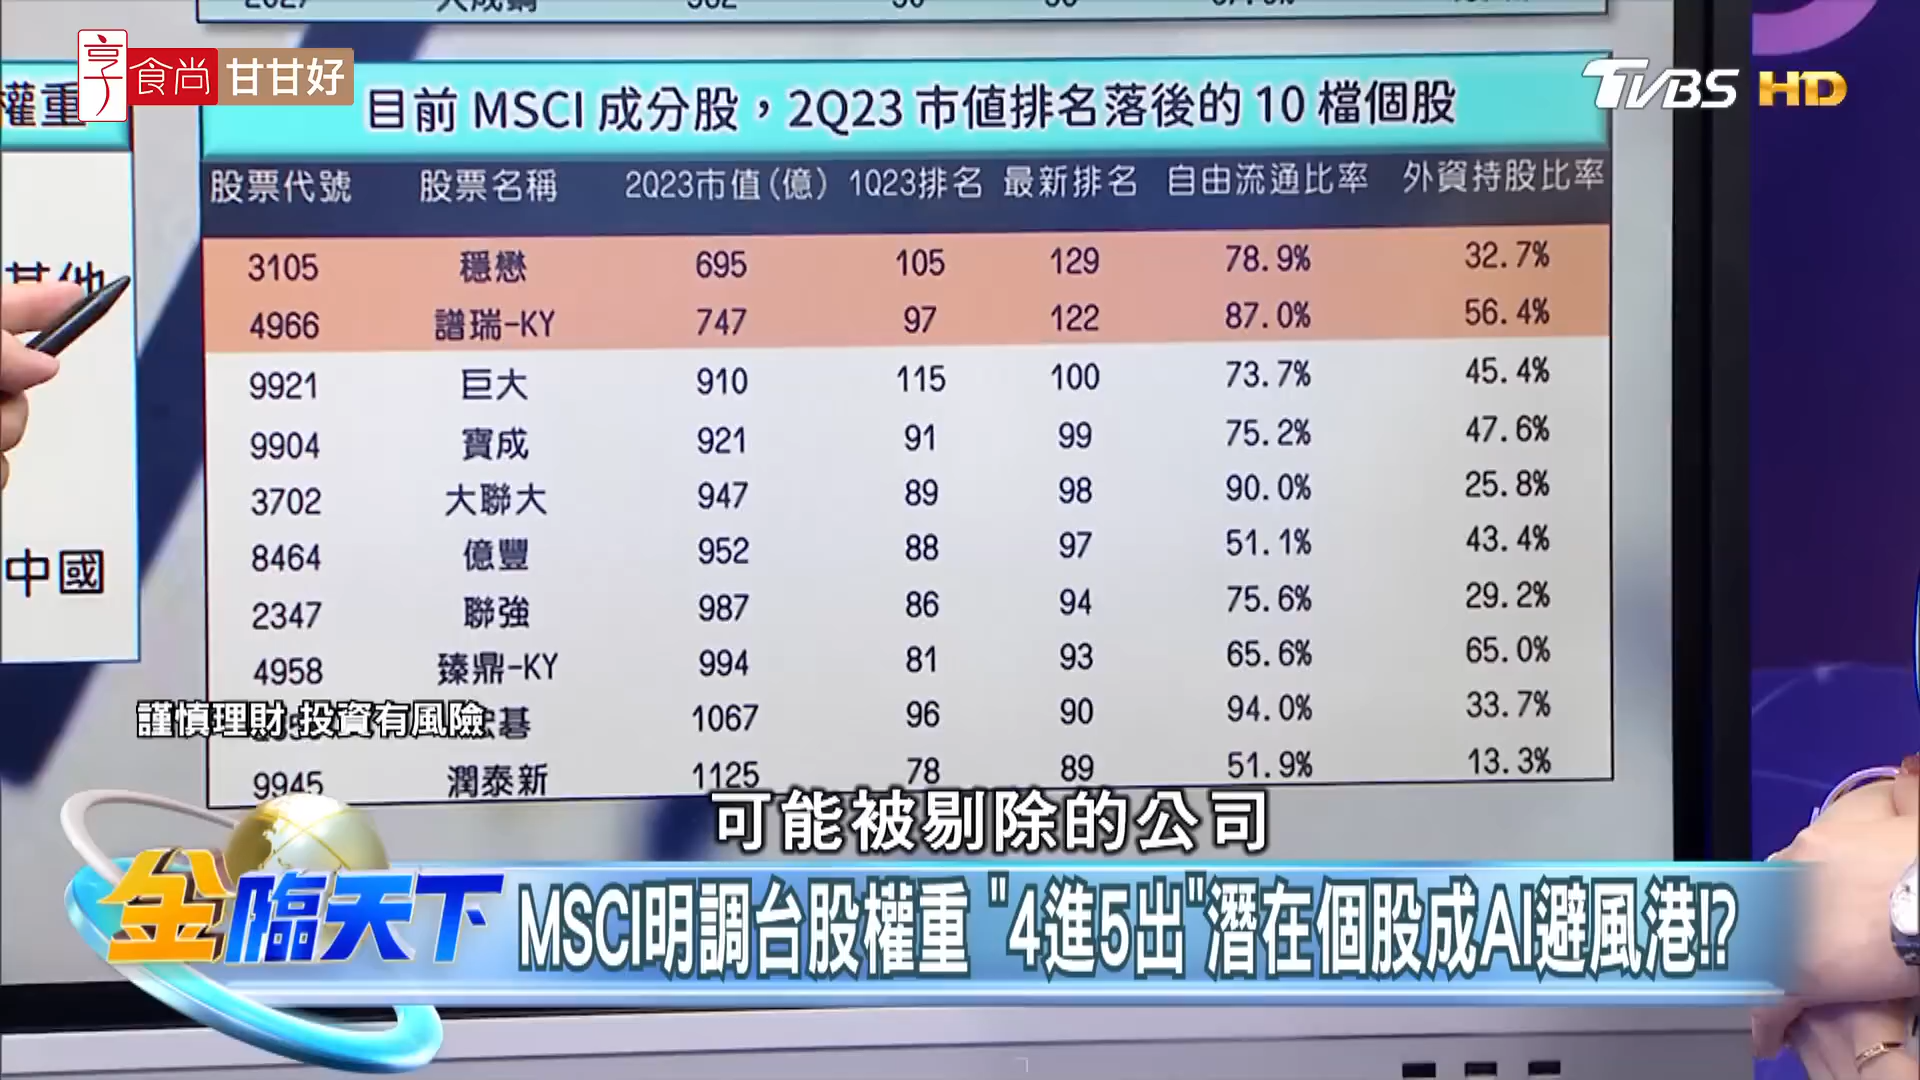 享 食尚 甘甘好
TVBS HD
權重
其他
中國
目前 MSCI 成分股，2Q23 市值排名落後的 10 檔個股
股票代號 股票名稱 2Q23市值(億) 1Q23排名 最新排名 自由流通比率 外資持股比率
3105 穩懋 695 105 129 78.9% 32.7%
4966 譜瑞-KY 747 97 122 87.0% 56.4%
9921 巨大 910 115 100 73.7% 45.4%
9904 寶成 921 91 99 75.2% 47.6%
3702 大聯大 947 89 98 90.0% 25.8%
8464 億豐 952 88 97 51.1% 43.4%
2347 聯強 987 86 94 75.6% 29.2%
4958 臻鼎-KY 994 81 93 65.6% 65.0%
宏碁 1067 96 90 94.0% 33.7%
9945 潤泰新 1125 78 89 51.9% 13.3%
謹慎理財 投資有風險
可能被剔除的公司
金臨天下
MSCI明調台股權重 "4進5出"潛在個股成AI避風港!?